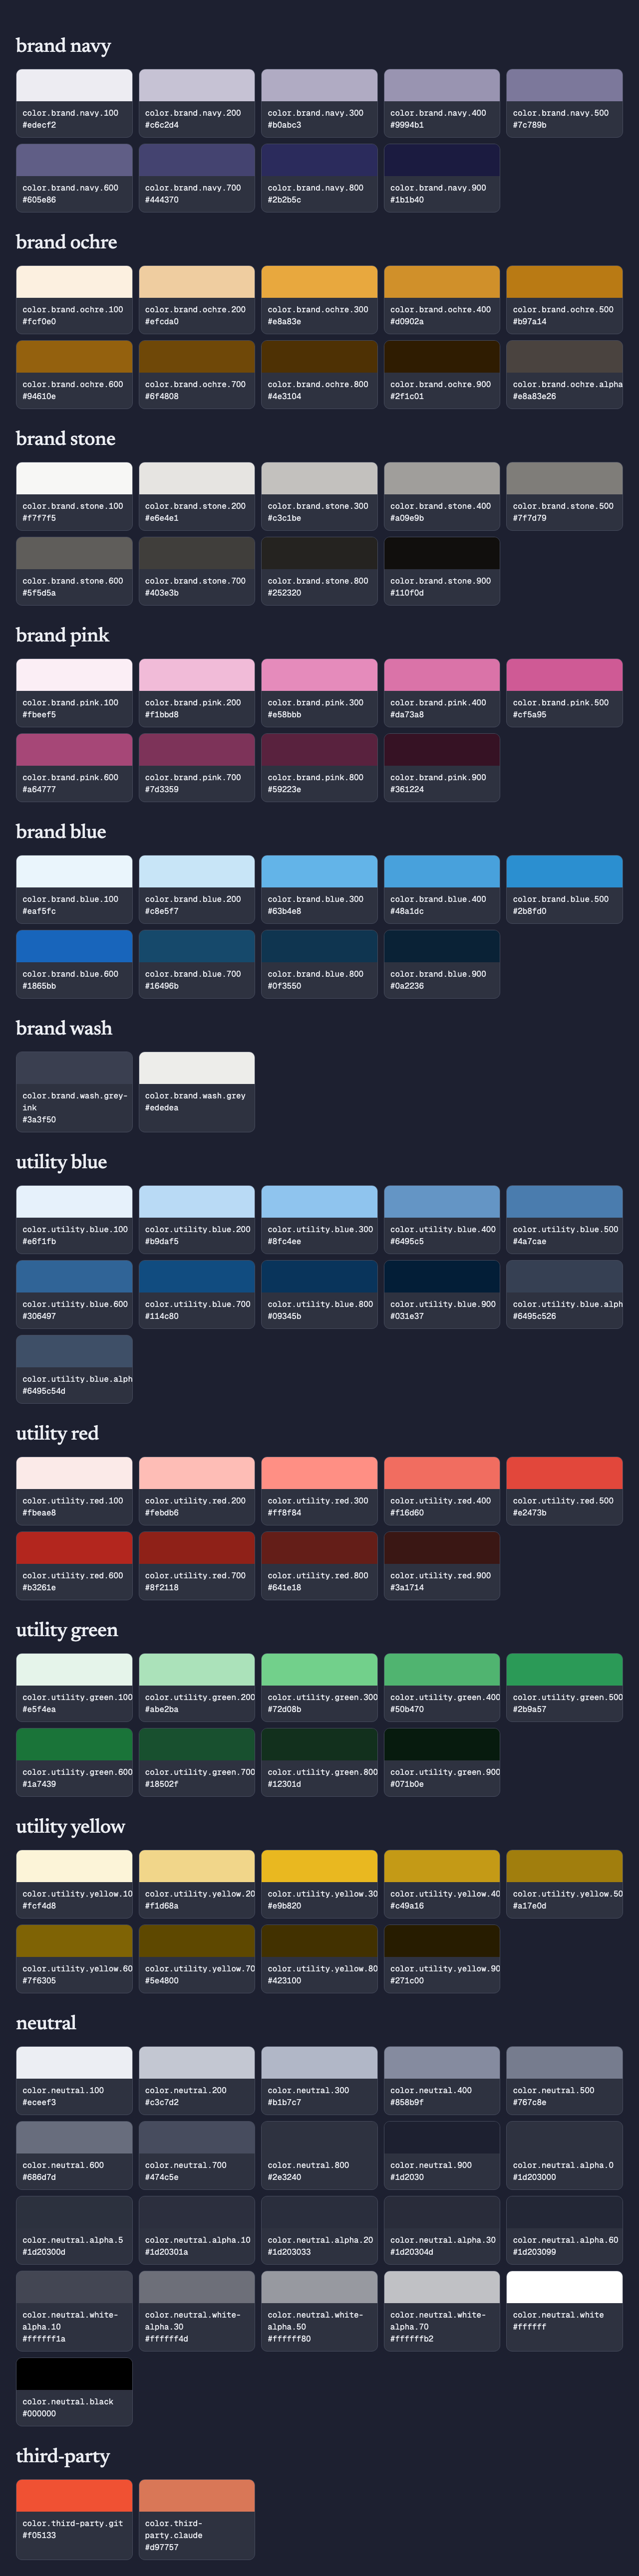 brand navy
color.brand.navy.100
#edecf2
color.brand.navy.200
#c6c2d4
color.brand.navy.300
#b0abc3
color.brand.navy.400
#9994b1
color.brand.navy.500
#7c789b
color.brand.navy.600
#605e86
color.brand.navy.700
#444370
color.brand.navy.800
#2b2b5c
color.brand.navy.900
#1b1b40
brand ochre
color.brand.ochre.100
#fcf0e0
color.brand.ochre.200
#efcda0
color.brand.ochre.300
#e8a83e
color.brand.ochre.400
#d0902a
color.brand.ochre.500
#b97a14
color.brand.ochre.600
#94610e
color.brand.ochre.700
#6f4808
color.brand.ochre.800
#4e3104
color.brand.ochre.900
#2f1c01
color.brand.ochre.alpha
#e8a83e26
brand stone
color.brand.stone.100
#f7f7f5
color.brand.stone.200
#e6e4e1
color.brand.stone.300
#c3c1be
color.brand.stone.400
#a09e9b
color.brand.stone.500
#7f7d79
color.brand.stone.600
#5f5d5a
color.brand.stone.700
#403e3b
color.brand.stone.800
#252320
color.brand.stone.900
#110f0d
brand pink
color.brand.pink.100
#fbeef5
color.brand.pink.200
#f1bbd8
color.brand.pink.300
#e58bbb
color.brand.pink.400
#da73a8
color.brand.pink.500
#cf5a95
color.brand.pink.600
#a64777
color.brand.pink.700
#7d3359
color.brand.pink.800
#59223e
color.brand.pink.900
#361224
brand blue
color.brand.blue.100
#eaf5fc
color.brand.blue.200
#c8e5f7
color.brand.blue.300
#63b4e8
color.brand.blue.400
#48a1dc
color.brand.blue.500
#2b8fd0
color.brand.blue.600
#1865bb
color.brand.blue.700
#16496b
color.brand.blue.800
#0f3550
color.brand.blue.900
#0a2236
brand wash
color.brand.wash.grey-
ink
#3a3f50
color.brand.wash.grey
#ededea
utility blue
color.utility.blue.100
#e6f1fb
color.utility.blue.200
#b9daf5
color.utility.blue.300
#8fc4ee
color.utility.blue.400
#6495c5
color.utility.blue.500
#4a7cae
color.utility.blue.600
#306497
color.utility.blue.700
#114c80
color.utility.blue.800
#09345b
color.utility.blue.900
#031e37
color.utility.blue.alph
#6495c526
color.utility.blue.alph
#6495c54d
utility red
color.utility.red.100
#fbeae8
color.utility.red.200
#febdb6
color.utility.red.300
#ff8f84
color.utility.red.400
#f16d60
color.utility.red.500
#e2473b
color.utility.red.600
#b3261e
color.utility.red.700
#8f2118
color.utility.red.800
#641e18
color.utility.red.900
#3a1714
utility green
color.utility.green.100
#e5f4ea
color.utility.green.200
#abe2ba
color.utility.green.300
#72d08b
color.utility.green.400
#50b470
color.utility.green.500
#2b9a57
color.utility.green.600
#1a7439
color.utility.green.700
#18502f
color.utility.green.800
#12301d
color.utility.green.900
#071b0e
utility yellow
color.utility.yellow.10
#fcf4d8
color.utility.yellow.20
#f1d68a
color.utility.yellow.30
#e9b820
color.utility.yellow.40
#c49a16
color.utility.yellow.50
#a17e0d
color.utility.yellow.60
#7f6305
color.utility.yellow.70
#5e4800
color.utility.yellow.80
#423100
color.utility.yellow.90
#271c00
neutral
color.neutral.100
#eceef3
color.neutral.200
#c3c7d2
color.neutral.300
#b1b7c7
color.neutral.400
#858b9f
color.neutral.500
#767c8e
color.neutral.600
#686d7d
color.neutral.700
#474c5e
color.neutral.800
#2e3240
color.neutral.900
#1d2030
color.neutral.alpha.0
#1d203000
color.neutral.alpha.5
#1d20300d
color.neutral.alpha.10
#1d20301a
color.neutral.alpha.20
#1d203033
color.neutral.alpha.30
#1d20304d
color.neutral.alpha.60
#1d203099
color.neutral.white-
alpha.10
#ffffff1a
color.neutral.white-
alpha.30
#ffffff4d
color.neutral.white-
alpha.50
#ffffff80
color.neutral.white-
alpha.70
#ffffffb2
color.neutral.white
#ffffff
color.neutral.black
#000000
third-party
color.third-party.git
#f05133
color.third-
party.claude
#d97757